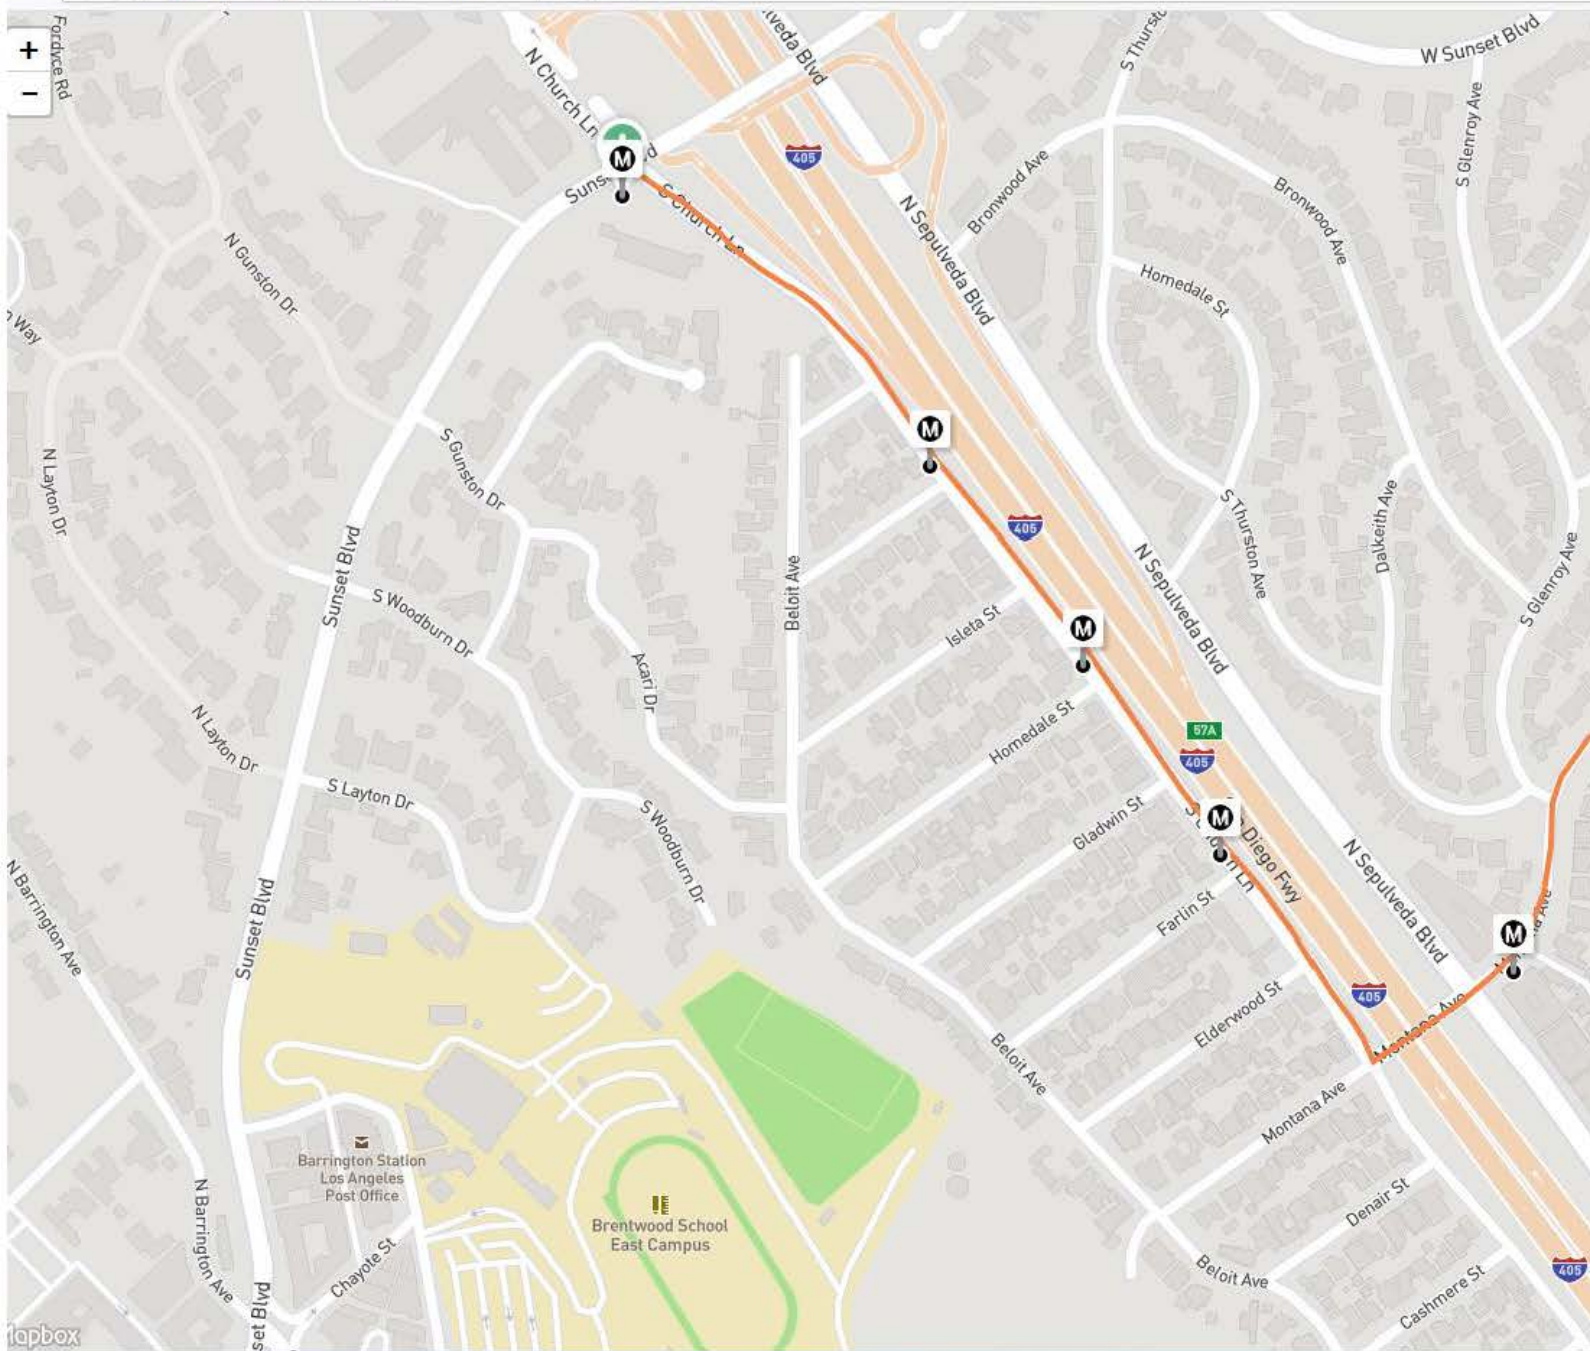 +
−
Fordyce Rd
N Church Ln
S Thurston
W Sunset Blvd
S Glenroy Ave
405
M
S Church Ln
Bronwood Ave
Bronwood Ave
N Gunston Dr
N Sepulveda Blvd
Homedale St
Way
S Gunston Dr
M
N Layton Dr
405
S Thurston Ave
Dalkeith Ave
S Glenroy Ave
Sunset Blvd
Beloit Ave
N Sepulveda Blvd
S Woodburn Dr
Isleta St
M
Acari Dr
N Layton Dr
Homedale St
57A
405
S Layton Dr
S Woodburn Dr
Gladwin St
M
Diego Fwy
N Sepulveda Blvd
N Barrington Ave
Sunset Blvd
Farlin St
M
405
Elderwood St
Montana Ave
Beloit Ave
Montana Ave
Barrington Station
Los Angeles
Post Office
N Barrington Ave
Brentwood School
East Campus
Denair St
Chayote St
Beloit Ave
405
Cashmere St
set Blvd
Mapbox